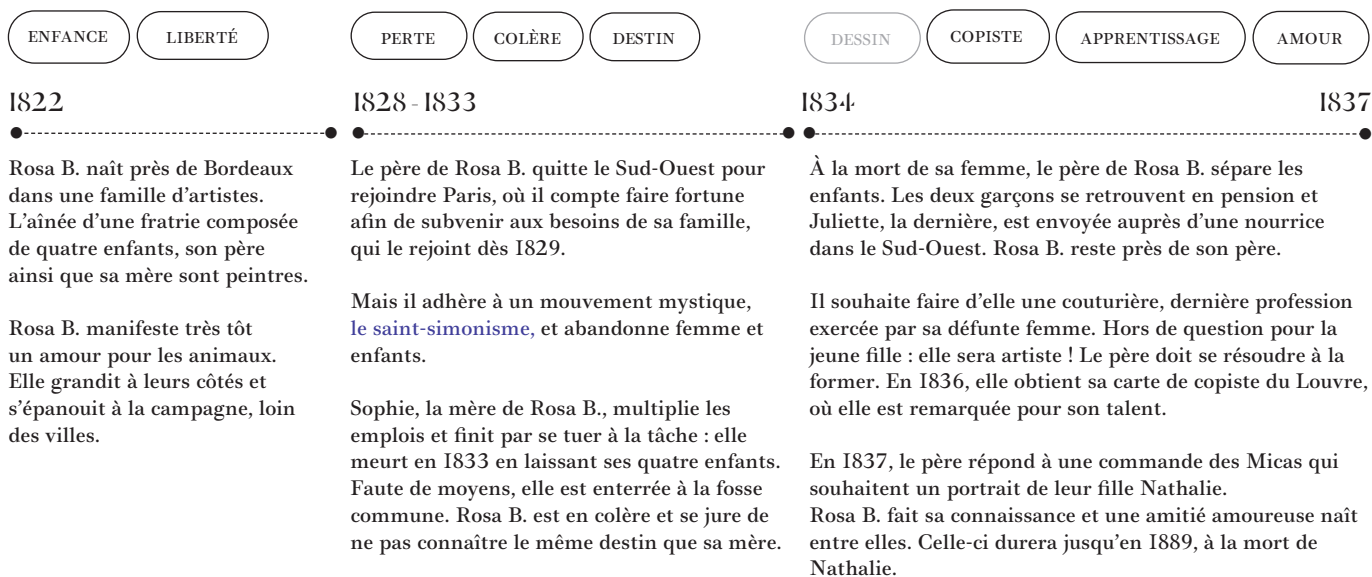 ENFANCE
LIBERTÉ
1822
Rosa B. naît près de Bordeaux
dans une famille d’artistes.
L’aînée d’une fratrie composée
de quatre enfants, son père
ainsi que sa mère sont peintres.
Rosa B. manifeste très tôt
un amour pour les animaux.
Elle grandit à leurs côtés et
s’épanouit à la campagne, loin
des villes.
PERTE
COLÈRE
DESTIN
1828 - 1833
Le père de Rosa B. quitte le Sud-Ouest pour
rejoindre Paris, où il compte faire fortune
afin de subvenir aux besoins de sa famille,
qui le rejoint dès 1829.
Mais il adhère à un mouvement mystique,
le saint-simonisme, et abandonne femme et
enfants.
Sophie, la mère de Rosa B., multiplie les
emplois et finit par se tuer à la tâche : elle
meurt en 1833 en laissant ses quatre enfants.
Faute de moyens, elle est enterrée à la fosse
commune. Rosa B. est en colère et se jure de
ne pas connaître le même destin que sa mère.
DESSIN
COPISTE
APPRENTISSAGE
AMOUR
1834
1837
À la mort de sa femme, le père de Rosa B. sépare les
enfants. Les deux garçons se retrouvent en pension et
Juliette, la dernière, est envoyée auprès d’une nourrice
dans le Sud-Ouest. Rosa B. reste près de son père.
Il souhaite faire d’elle une couturière, dernière profession
exercée par sa défunte femme. Hors de question pour la
jeune fille : elle sera artiste ! Le père doit se résoudre à la
former. En 1836, elle obtient sa carte de copiste du Louvre,
où elle est remarquée pour son talent.
En 1837, le père répond à une commande des Micas qui
souhaitent un portrait de leur fille Nathalie.
Rosa B. fait sa connaissance et une amitié amoureuse naît
entre elles. Celle-ci durera jusqu’en 1889, à la mort de
Nathalie.